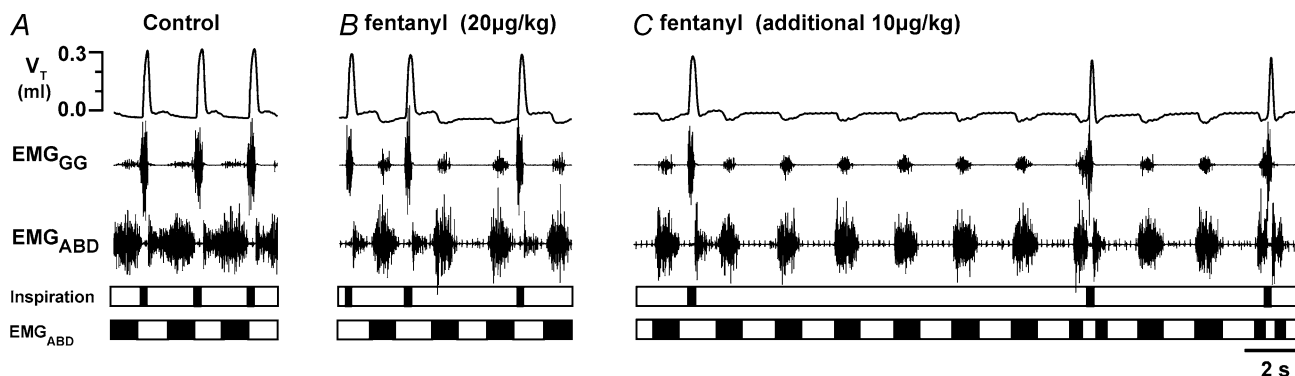 A Control
B fentanyl (20µg/kg)
C fentanyl (additional 10µg/kg)
0.3
V_T
(ml)
0.0
EMG_GG
EMG_ABD
Inspiration
EMG_ABD
2 s